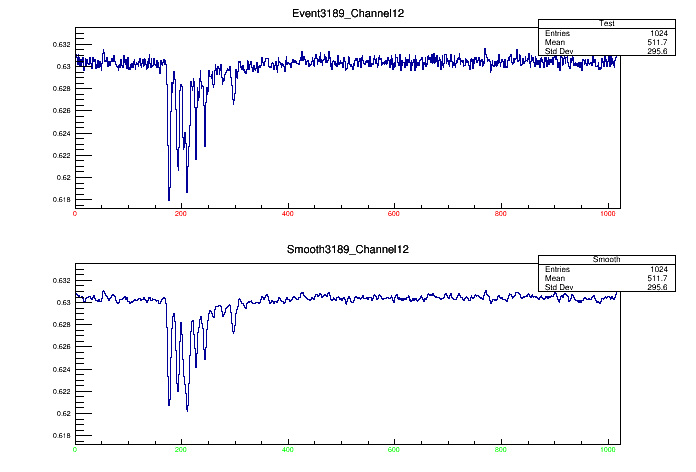 Event3189_Channel12
Test
Entries 1024
Mean 511.7
Std Dev 295.6
0.632
0.63
0.628
0.626
0.624
0.622
0.62
0.618
0 200 400 600 800 1000
Smooth3189_Channel12
Smooth
Entries 1024
Mean 511.7
Std Dev 295.6
0.632
0.63
0.628
0.626
0.624
0.622
0.62
0.618
0 200 400 600 800 1000